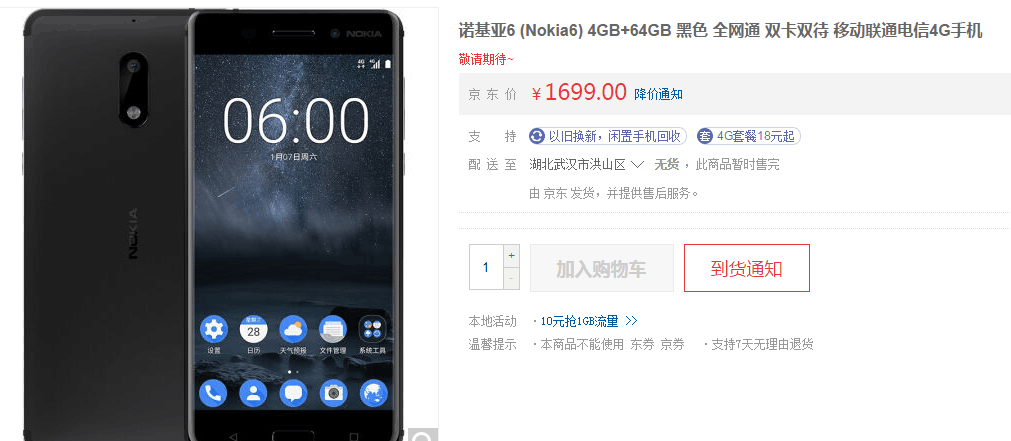 诺基亚6 (Nokia6) 4GB+64GB 黑色 全网通 双卡双待 移动联通电信4G手机
敬请期待~
京东价 ￥1699.00 降价通知
支持 以旧换新，闲置手机回收 套 4G套餐18元起
配送至 湖北武汉市洪山区 无货 ，此商品暂时售完
由 京东 发货，并提供售后服务。
1 + - 加入购物车 到货通知
本地活动 · 10元抢1GB流量 >>
温馨提示 · 本商品不能使用 东券 京券 · 支持7天无理由退货
NOKIA
4G 4G
06:00
1月07日周六
星期三
28
设置 日历 天气预报 文件管理 系统工具
NOKIA